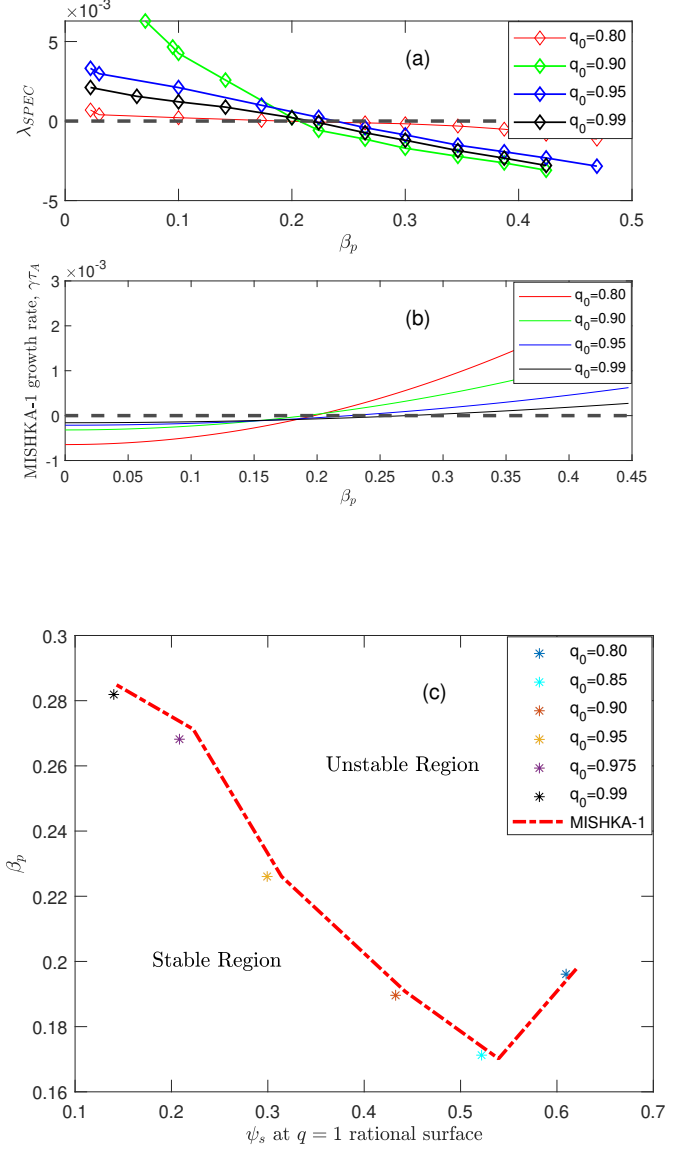 ×10⁻³
5
0
-5
λ_SPEC
(a)
q₀=0.80
q₀=0.90
q₀=0.95
q₀=0.99
0 0.1 0.2 0.3 0.4 0.5
β_p
×10⁻³
3
2
1
0
-1
MISHKA-1 growth rate, γτ_A
(b)
q₀=0.80
q₀=0.90
q₀=0.95
q₀=0.99
0 0.05 0.1 0.15 0.2 0.25 0.3 0.35 0.4 0.45
β_p
0.3
0.28
0.26
0.24
0.22
0.2
0.18
0.16
β_p
(c)
q₀=0.80
q₀=0.85
q₀=0.90
q₀=0.95
q₀=0.975
q₀=0.99
MISHKA-1
Unstable Region
Stable Region
0.1 0.2 0.3 0.4 0.5 0.6 0.7
ψ_s at q = 1 rational surface